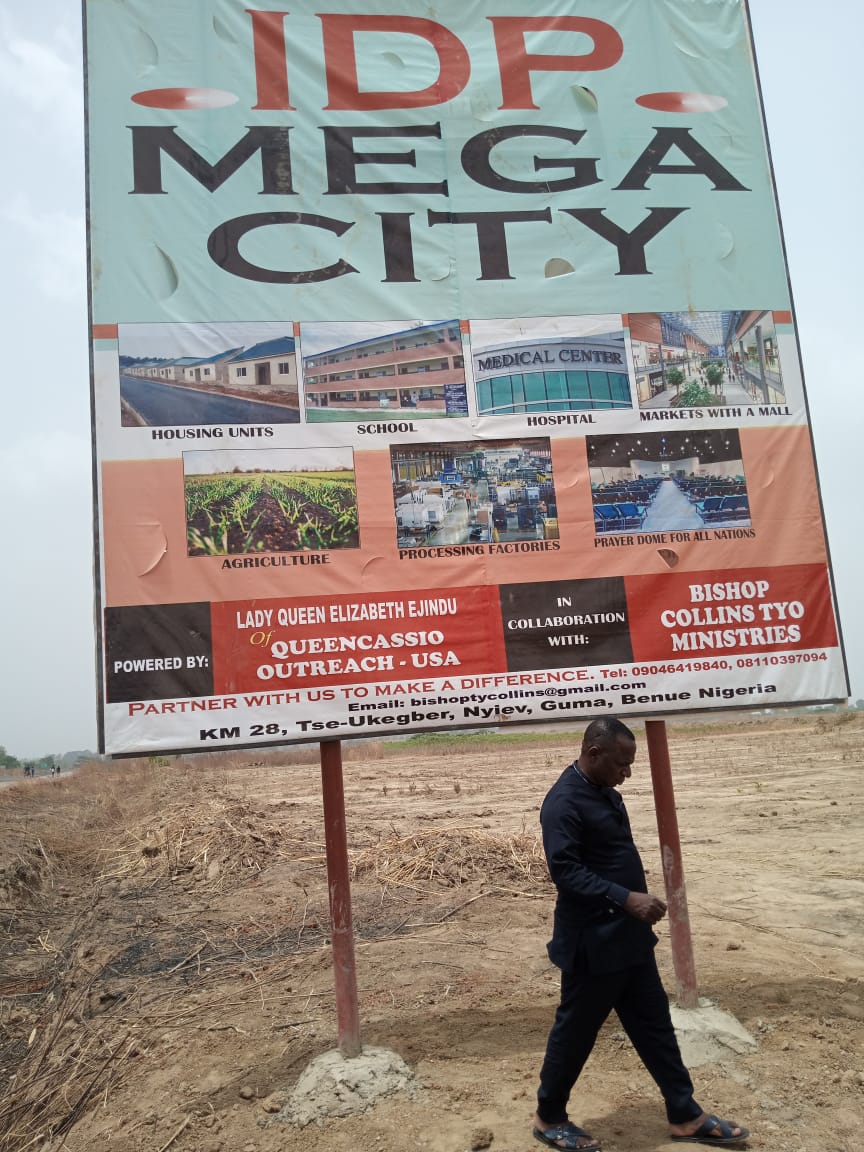 IDP
MEGA
CITY
MEDICAL CENTER
HOUSING UNITS
SCHOOL
HOSPITAL
MARKETS WITH A MALL
AGRICULTURE
PROCESSING FACTORIES
PRAYER DOME FOR ALL NATIONS
POWERED BY:
LADY QUEEN ELIZABETH EJINDU
Of QUEENCASSIO
OUTREACH - USA
IN
COLLABORATION
WITH:
BISHOP
COLLINS TYO
MINISTRIES
PARTNER WITH US TO MAKE A DIFFERENCE. Tel: 09046419840, 08110397094
Email: bishoptycollins@gmail.com
KM 28, Tse-Ukegber, Nyiev, Guma, Benue Nigeria